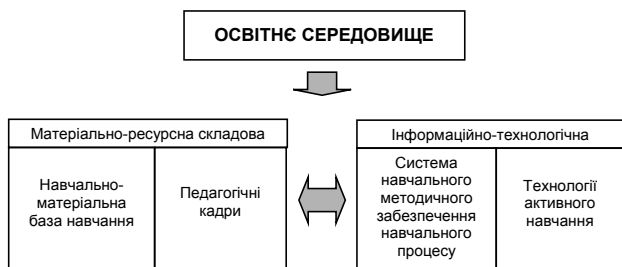 ОСВІТНЄ СЕРЕДОВИЩЕ
Матеріально-ресурсна складова
Навчально-
матеріальна
база навчання
Педагогічні
кадри
Інформаційно-технологічна
Система
навчального
методичного
забезпечення
навчального
процесу
Технології
активного
навчання